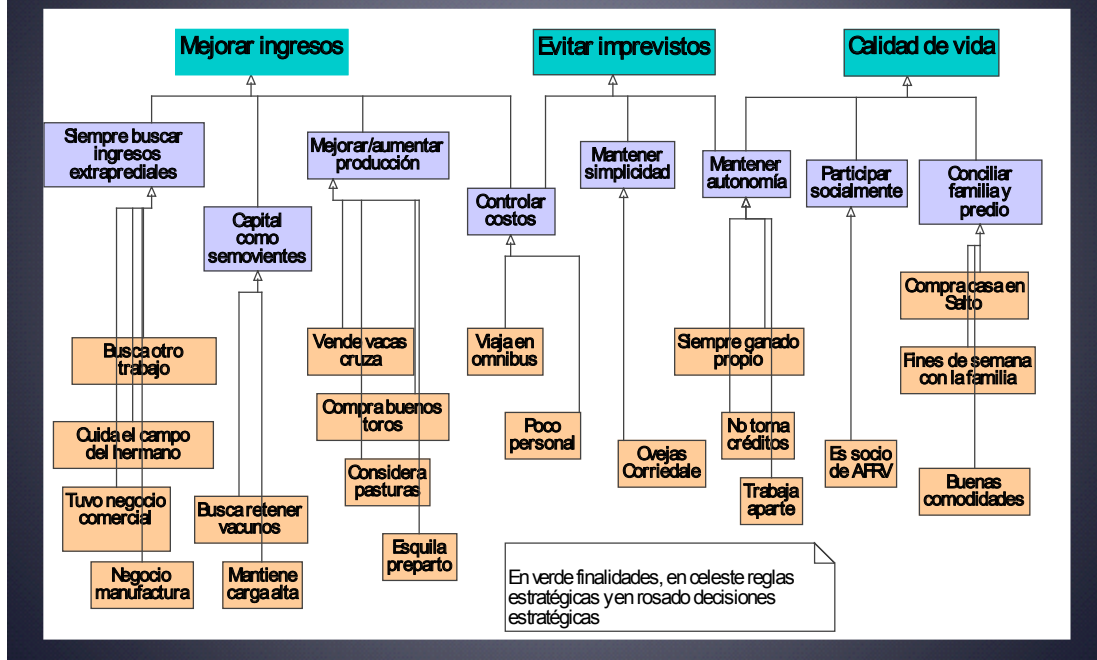 Mejorar ingresos
Evitar imprevistos
Calidad de vida
Siempre buscar
ingresos
extraprediales
Capital
como
semovientes
Mejorar/aumentar
producción
Controlar
costos
Mantener
simplicidad
Mantener
autonomía
Participar
socialmente
Conciliar
familia y
predio
Busca otro
trabajo
Cuida el campo
del hermano
Tuvo negocio
comercial
Negocio
manufactura
Busca retener
vacunos
Mantiene
carga alta
Vende vacas
cruza
Compra buenos
toros
Considera
pasturas
Esquila
preparto
Viaja en
omnibus
Poco
personal
Ovejas
Corriedale
Siempre ganado
propio
No toma
créditos
Trabaja
aparte
Es socio
de AFRV
Compra casa en
Salto
Fines de semana
con la familia
Buenas
comodidades
En verde finalidades, en celeste reglas
estratégicas y en rosado decisiones
estratégicas